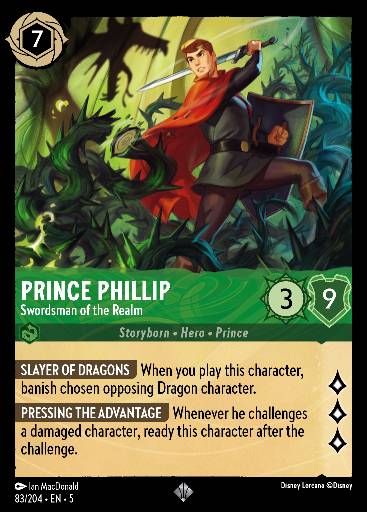 7
PRINCE PHILLIP
Swordsman of the Realm
3
9
Storyborn • Hero • Prince
SLAYER OF DRAGONS When you play this character,
banish chosen opposing Dragon character.
PRESSING THE ADVANTAGE Whenever he challenges
a damaged character, ready this character after the
challenge.
Ian MacDonald
Disney Lorcana ©Disney
83/204 • EN • 5